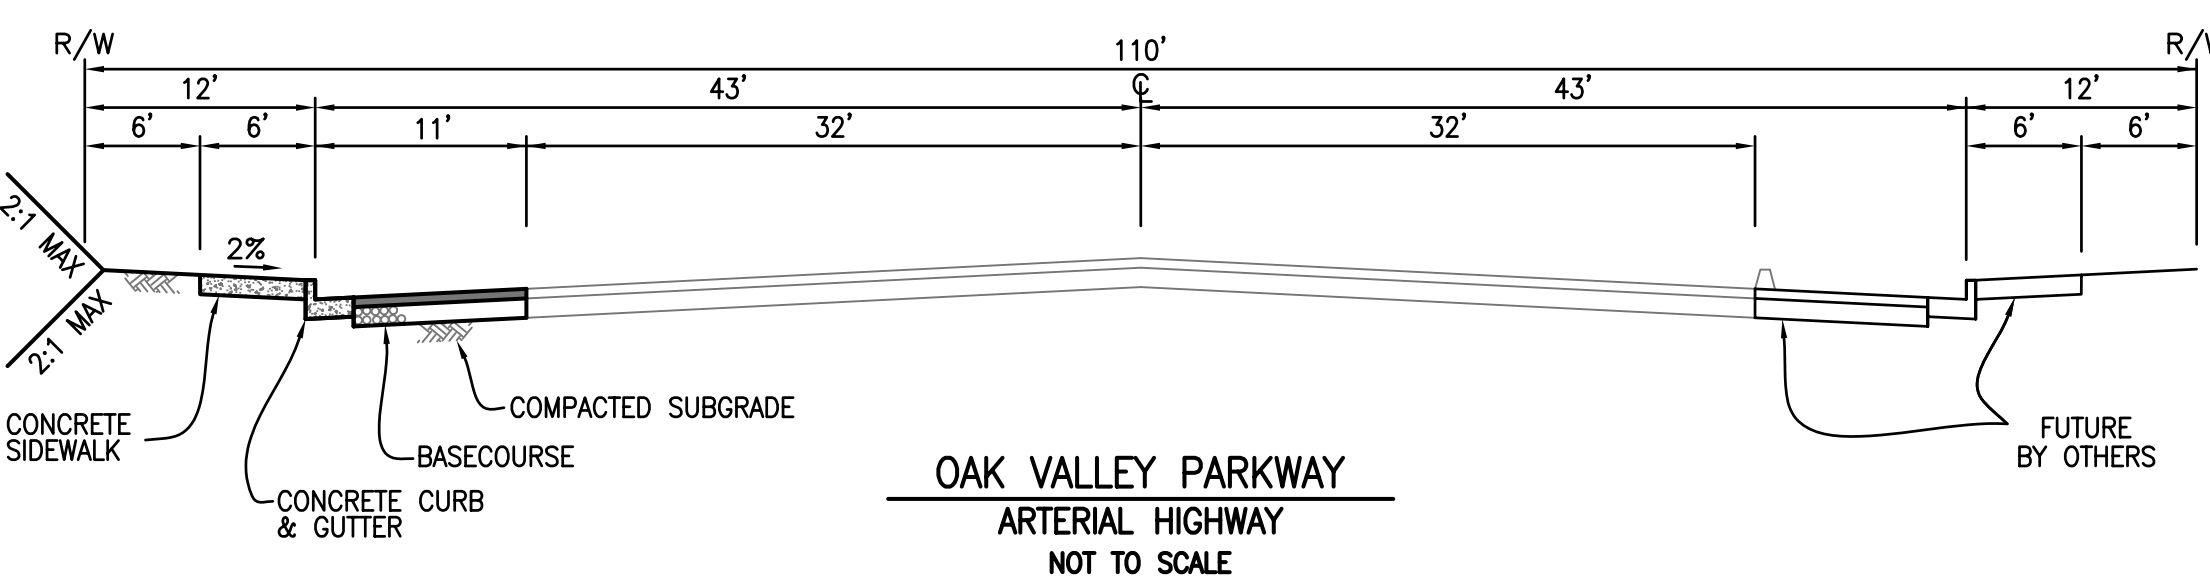 R/W
110'
R/W
12'
43'
℄
43'
12'
6'
6'
11'
32'
32'
6'
6'
2:1 MAX
2%
2:1 MAX
CONCRETE
SIDEWALK
COMPACTED SUBGRADE
BASECOURSE
CONCRETE CURB
& GUTTER
FUTURE
BY OTHERS
OAK VALLEY PARKWAY
ARTERIAL HIGHWAY
NOT TO SCALE